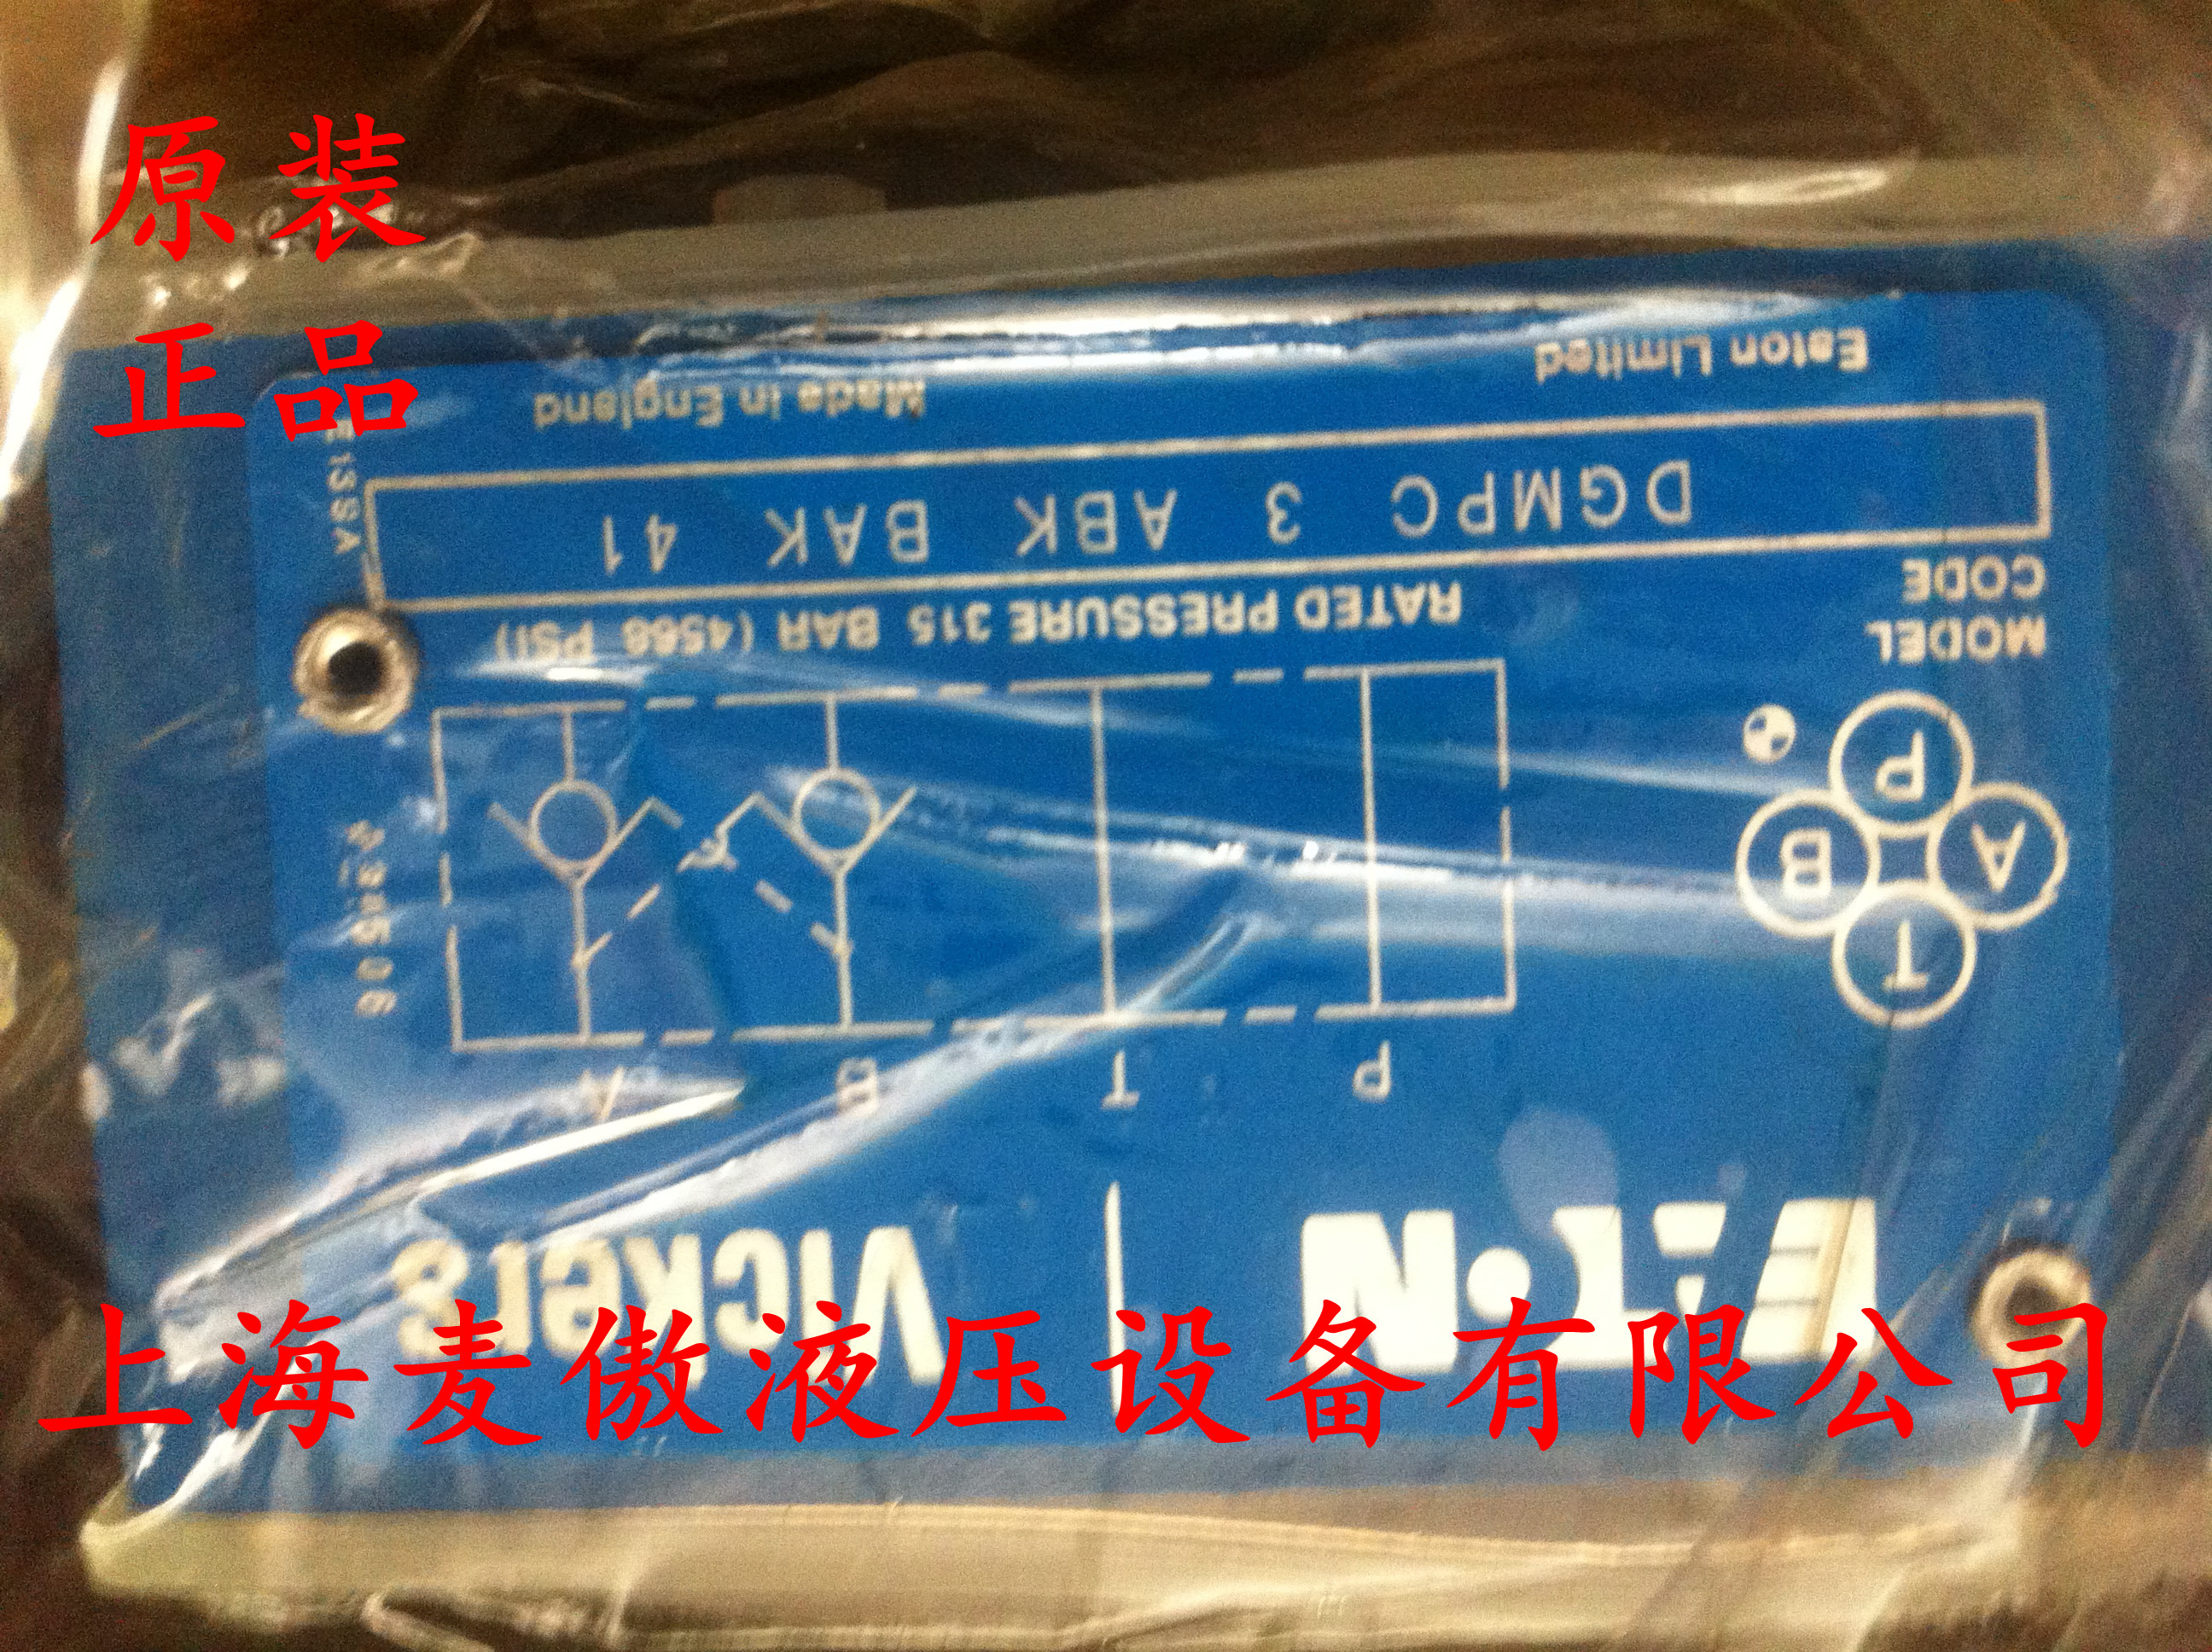 原装
正品
EATON | Vickers
P T B A
T
A B
P
MODEL
CODE
RATED PRESSURE 315 BAR (4568 PSI)
DGMPC 3 ABK BAK 41
Eaton Limited Made in England
上海麦傲液压设备有限公司